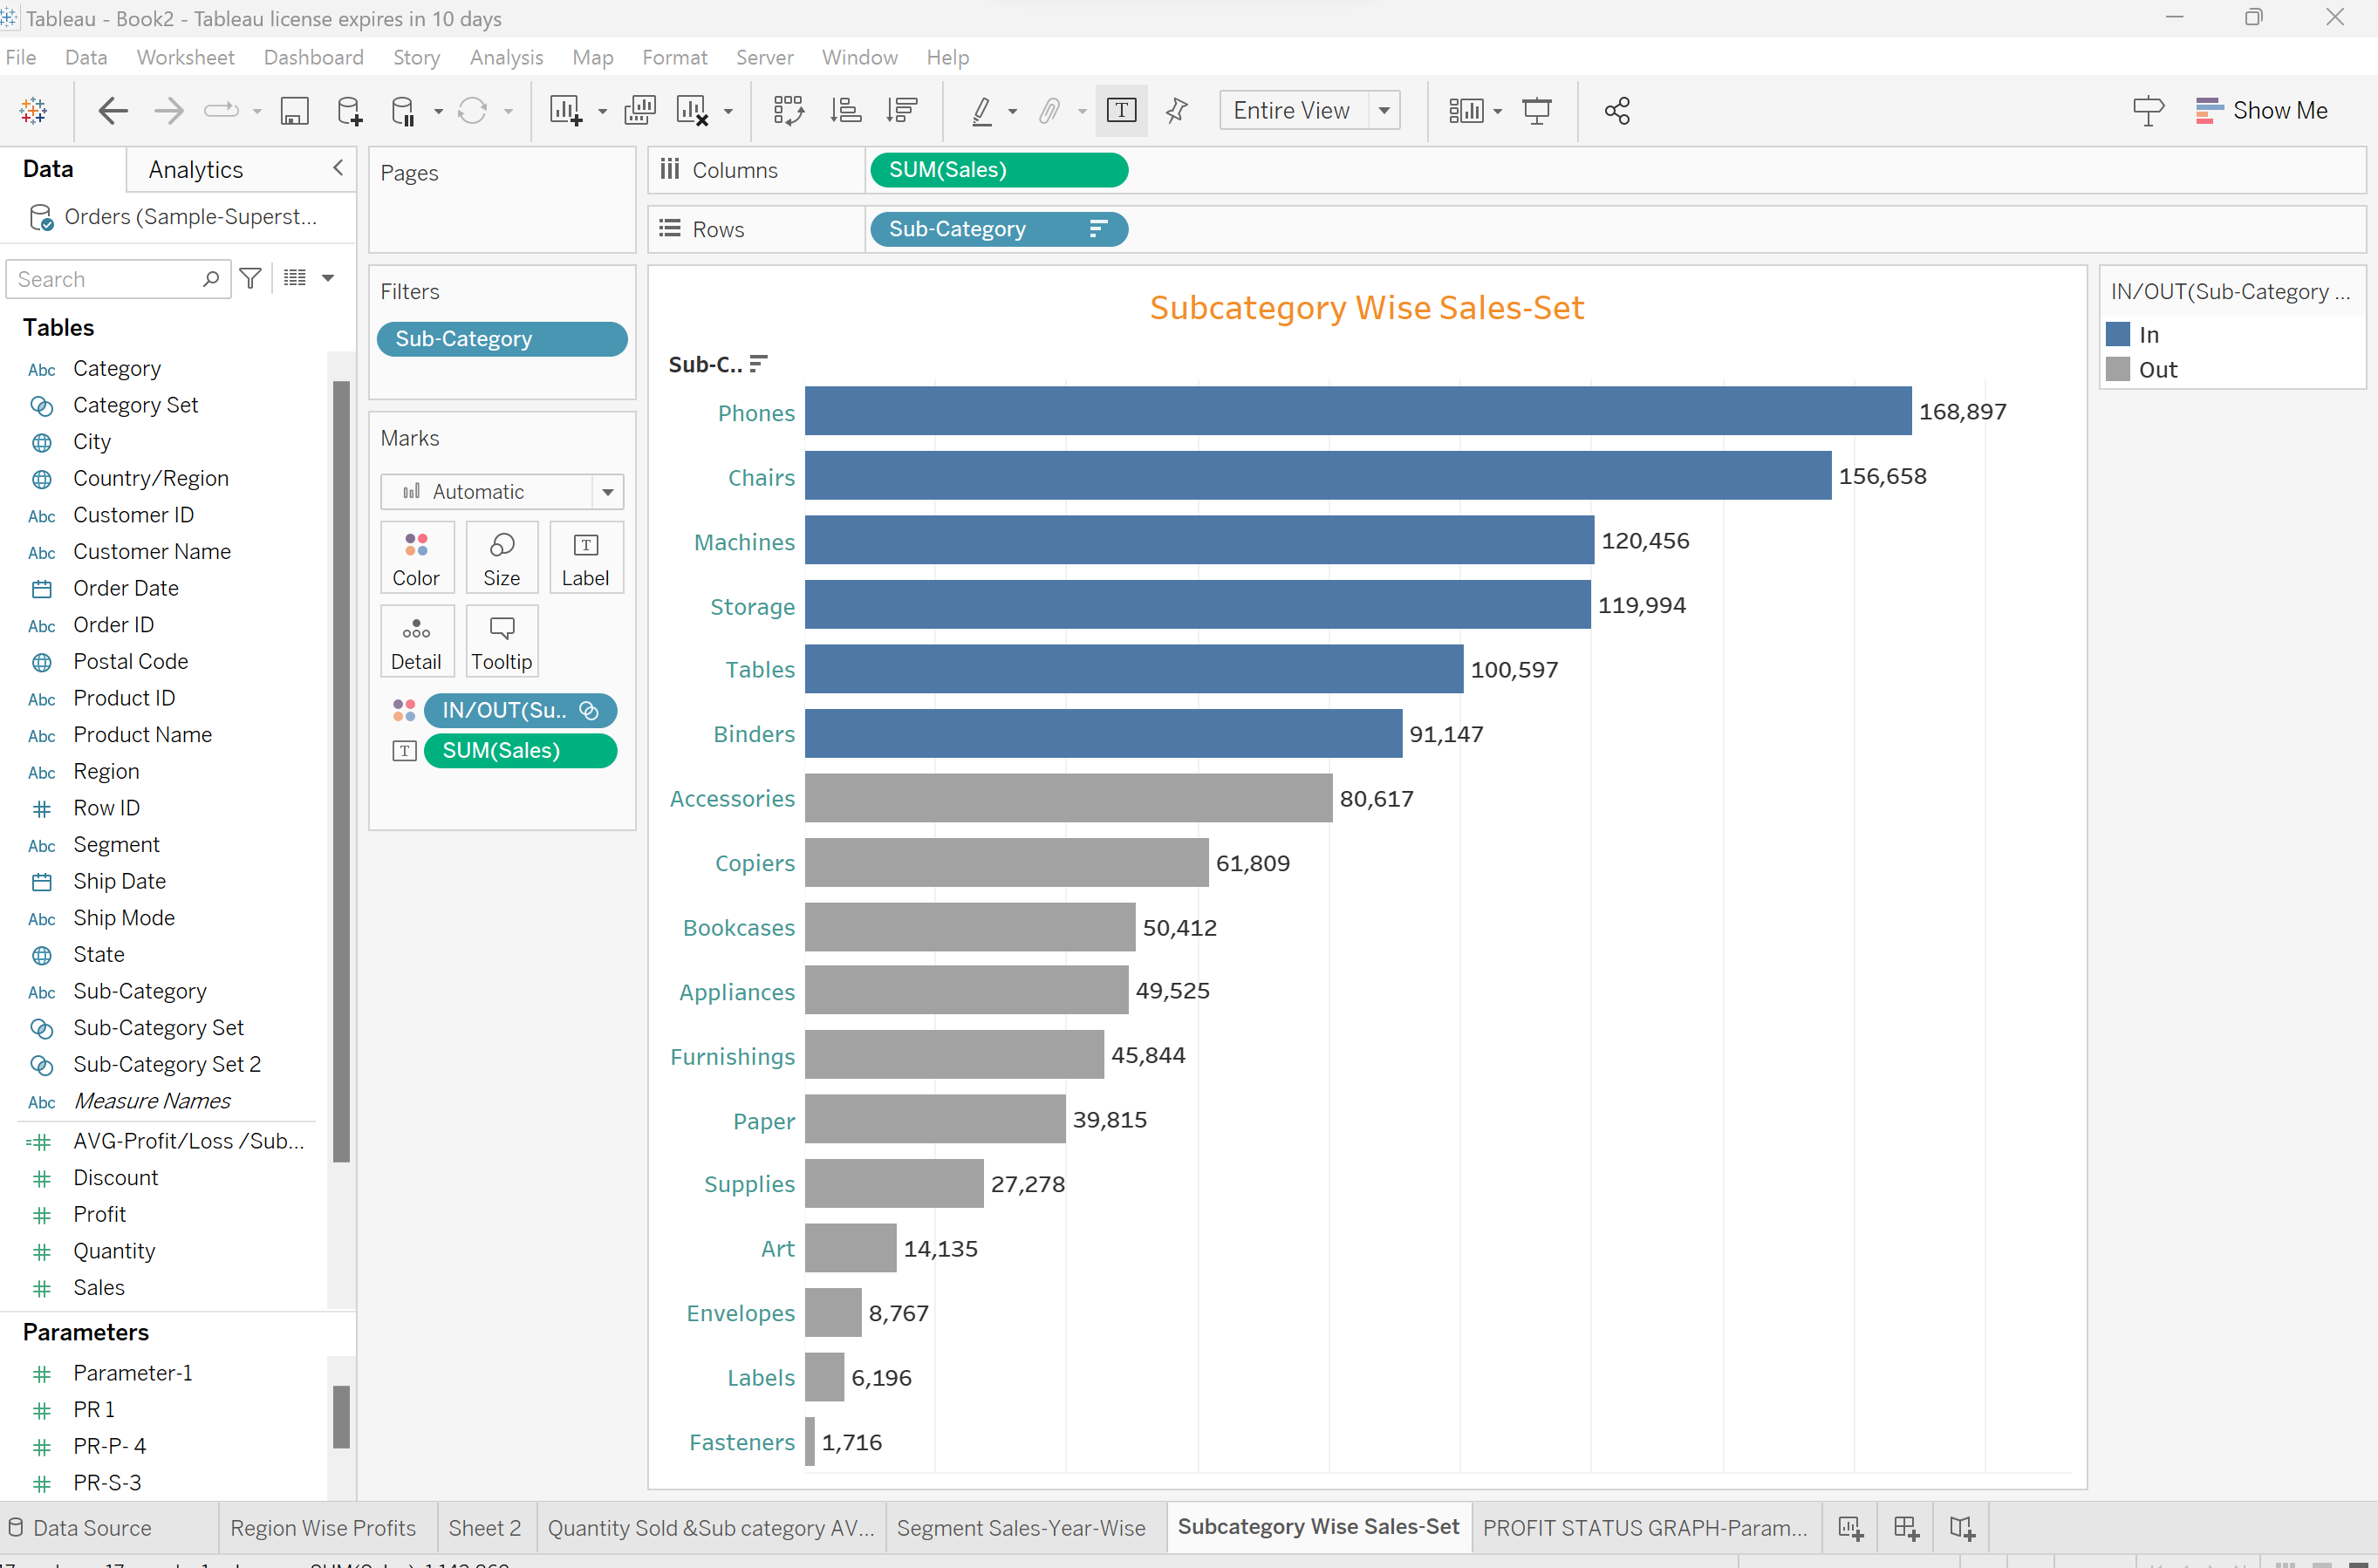 Tableau - Book2 - Tableau license expires in 10 days
File Data Worksheet Dashboard Story Analysis Map Format Server Window Help
Entire View
Show Me
Data Analytics
Orders (Sample-Superst...
Search
Tables
Abc Category
Category Set
City
Country/Region
Abc Customer ID
Abc Customer Name
Order Date
Abc Order ID
Postal Code
Abc Product ID
Abc Product Name
Abc Region
Row ID
Abc Segment
Ship Date
Abc Ship Mode
State
Abc Sub-Category
Sub-Category Set
Sub-Category Set 2
Abc Measure Names
AVG-Profit/Loss /Sub...
Discount
Profit
Quantity
Sales
Parameters
Parameter-1
PR 1
PR-P- 4
PR-S-3
Pages
Filters
Sub-Category
Marks
Automatic
Color Size Label
Detail Tooltip
IN/OUT(Su..
SUM(Sales)
Columns SUM(Sales)
Rows Sub-Category
Subcategory Wise Sales-Set
Sub-C..
Phones 168,897
Chairs 156,658
Machines 120,456
Storage 119,994
Tables 100,597
Binders 91,147
Accessories 80,617
Copiers 61,809
Bookcases 50,412
Appliances 49,525
Furnishings 45,844
Paper 39,815
Supplies 27,278
Art 14,135
Envelopes 8,767
Labels 6,196
Fasteners 1,716
IN/OUT(Sub-Category ...
In
Out
Data Source Region Wise Profits Sheet 2 Quantity Sold &Sub category AV... Segment Sales-Year-Wise Subcategory Wise Sales-Set PROFIT STATUS GRAPH-Param...